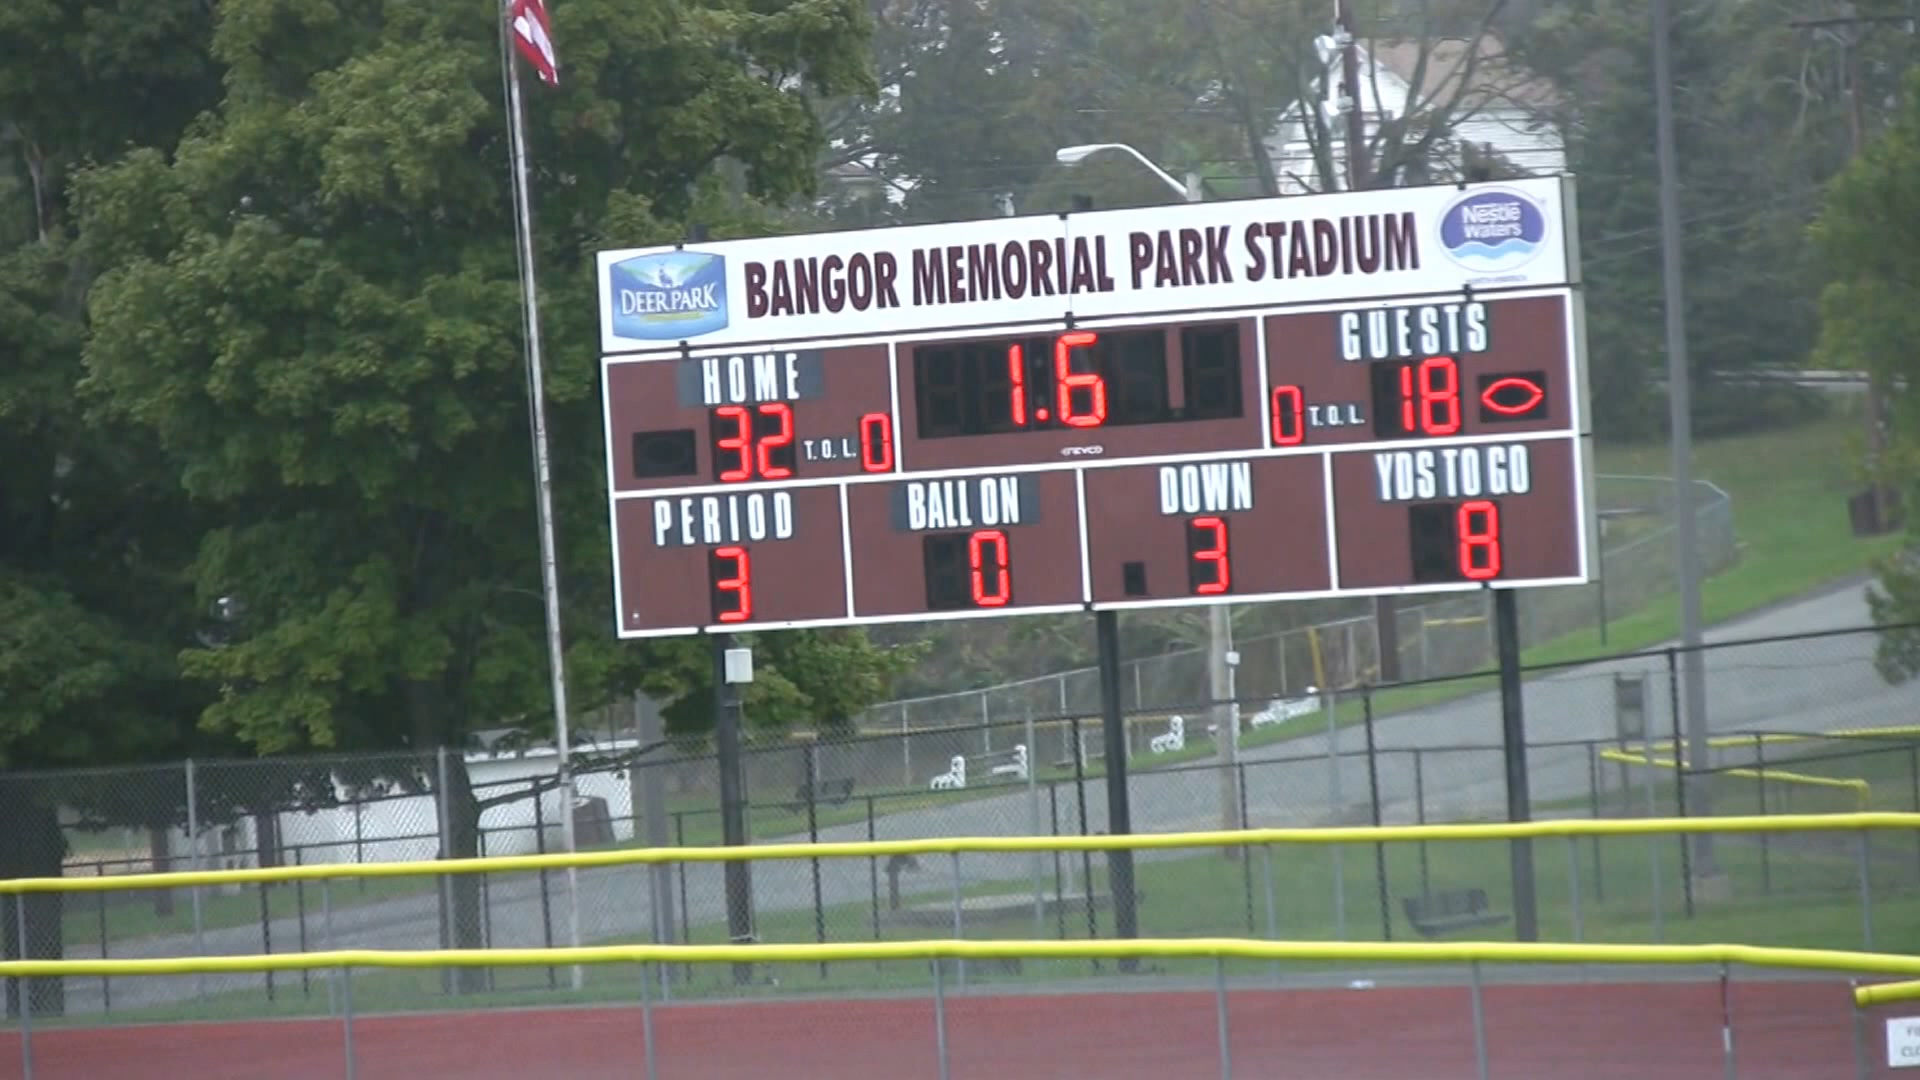 DEER PARK
BANGOR MEMORIAL PARK STADIUM
Nestle
Waters
HOME
32 T.O.L. 0
1.6
GUESTS
0 T.O.L. 18
PERIOD
3
BALL ON
0
DOWN
3
YDS TO GO
8